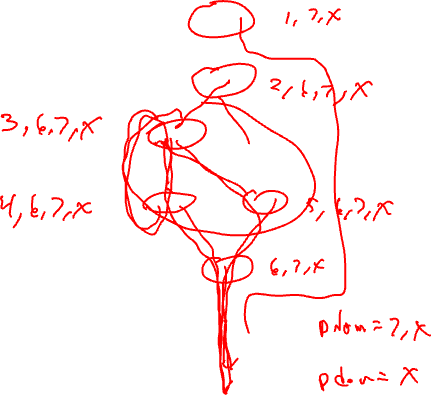 1, 7, X
2, 6, 7, X
3, 6, 7, X
4, 6, 7, X
5, 6, 7, X
6, 7, X
pdom = 7, X
pdom = X